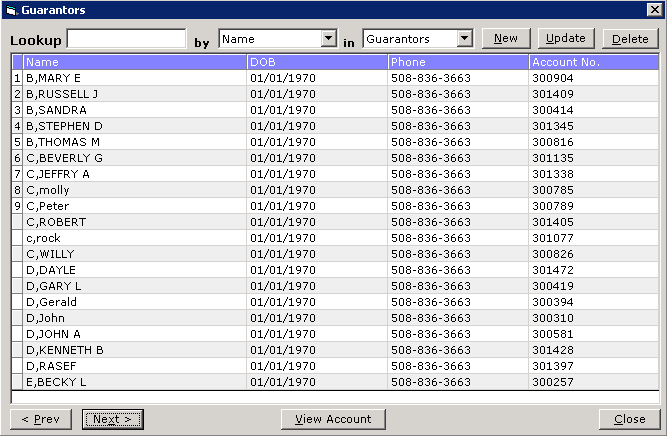 Guarantors
Lookup by Name in Guarantors New Update Delete
Name DOB Phone Account No.
1 B,MARY E 01/01/1970 508-836-3663 300904
2 B,RUSSELL J 01/01/1970 508-836-3663 301409
3 B,SANDRA 01/01/1970 508-836-3663 300414
4 B,STEPHEN D 01/01/1970 508-836-3663 301345
5 B,THOMAS M 01/01/1970 508-836-3663 300816
6 C,BEVERLY G 01/01/1970 508-836-3663 301135
7 C,JEFFRY A 01/01/1970 508-836-3663 301338
8 C,molly 01/01/1970 508-836-3663 300785
9 C,Peter 01/01/1970 508-836-3663 300789
C,ROBERT 01/01/1970 508-836-3663 301405
c,rock 01/01/1970 508-836-3663 301077
C,WILLY 01/01/1970 508-836-3663 300826
D,DAYLE 01/01/1970 508-836-3663 301472
D,GARY L 01/01/1970 508-836-3663 300419
D,Gerald 01/01/1970 508-836-3663 300394
D,John 01/01/1970 508-836-3663 300310
D,JOHN A 01/01/1970 508-836-3663 300581
D,KENNETH B 01/01/1970 508-836-3663 301428
D,RASEF 01/01/1970 508-836-3663 301397
E,BECKY L 01/01/1970 508-836-3663 300257
< Prev Next > View Account Close